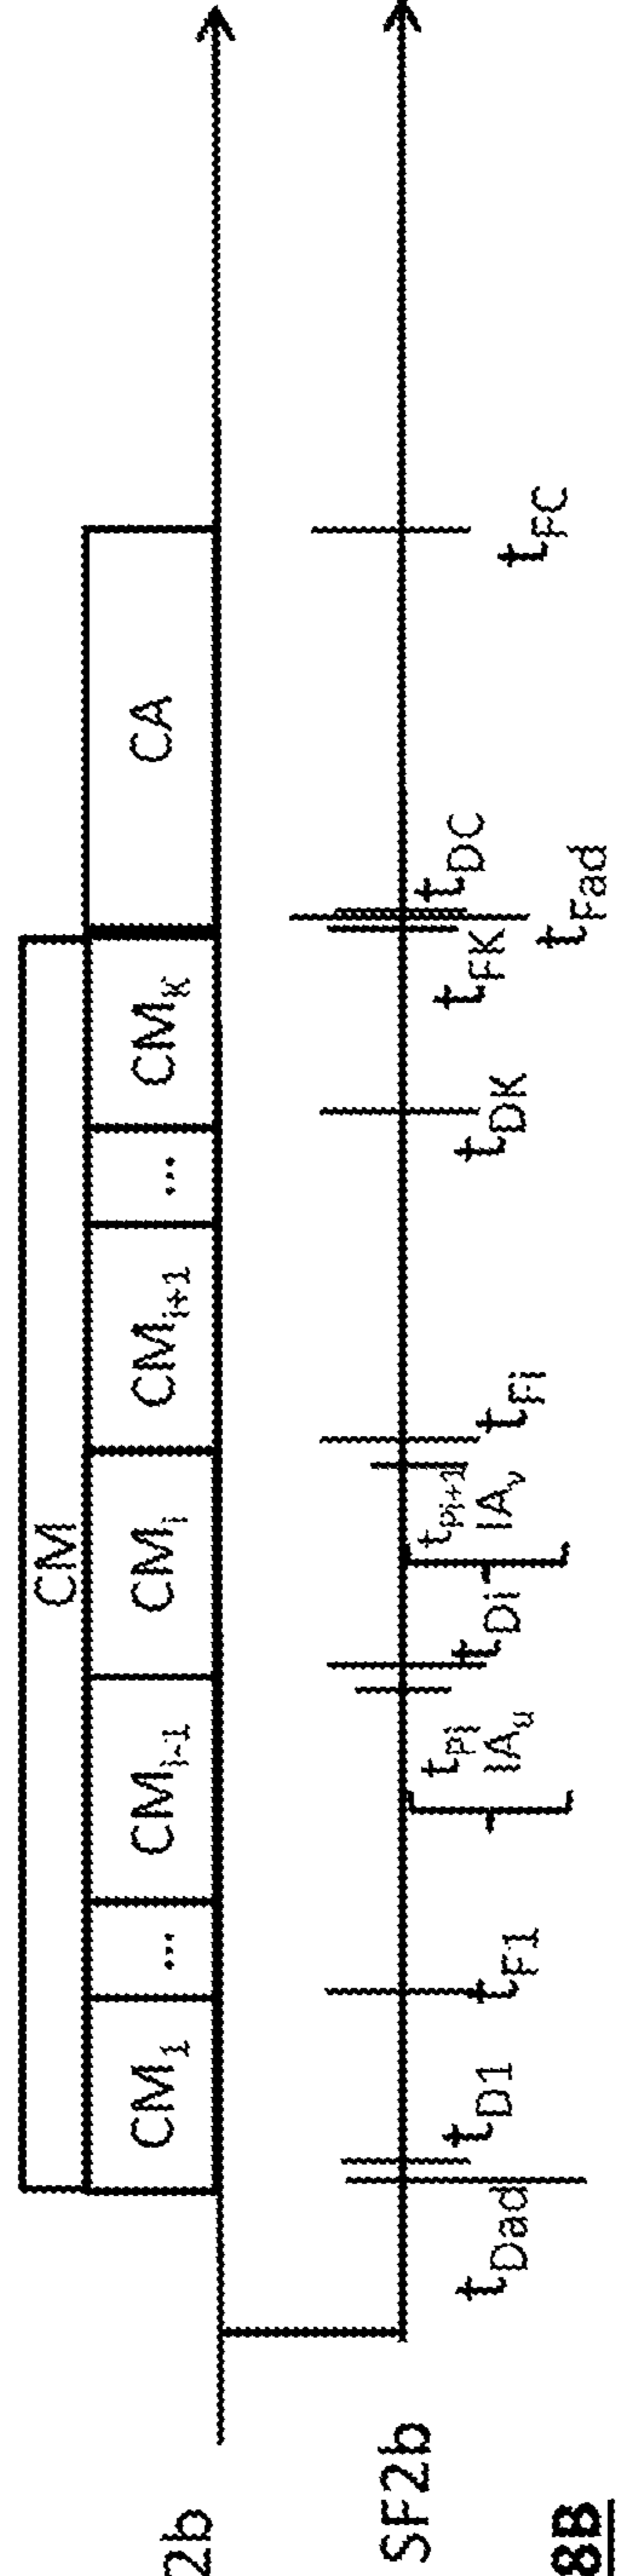 CM
2b
CM1
...
CMi-1
CMi
CMi+1
...
CMK
CA
SF2b
tDad
tD1
tF1
tpi
IAu
tDi
tpi+1
IAv
tFi
tDK
tFK
tDC
tFad
tFC
8B